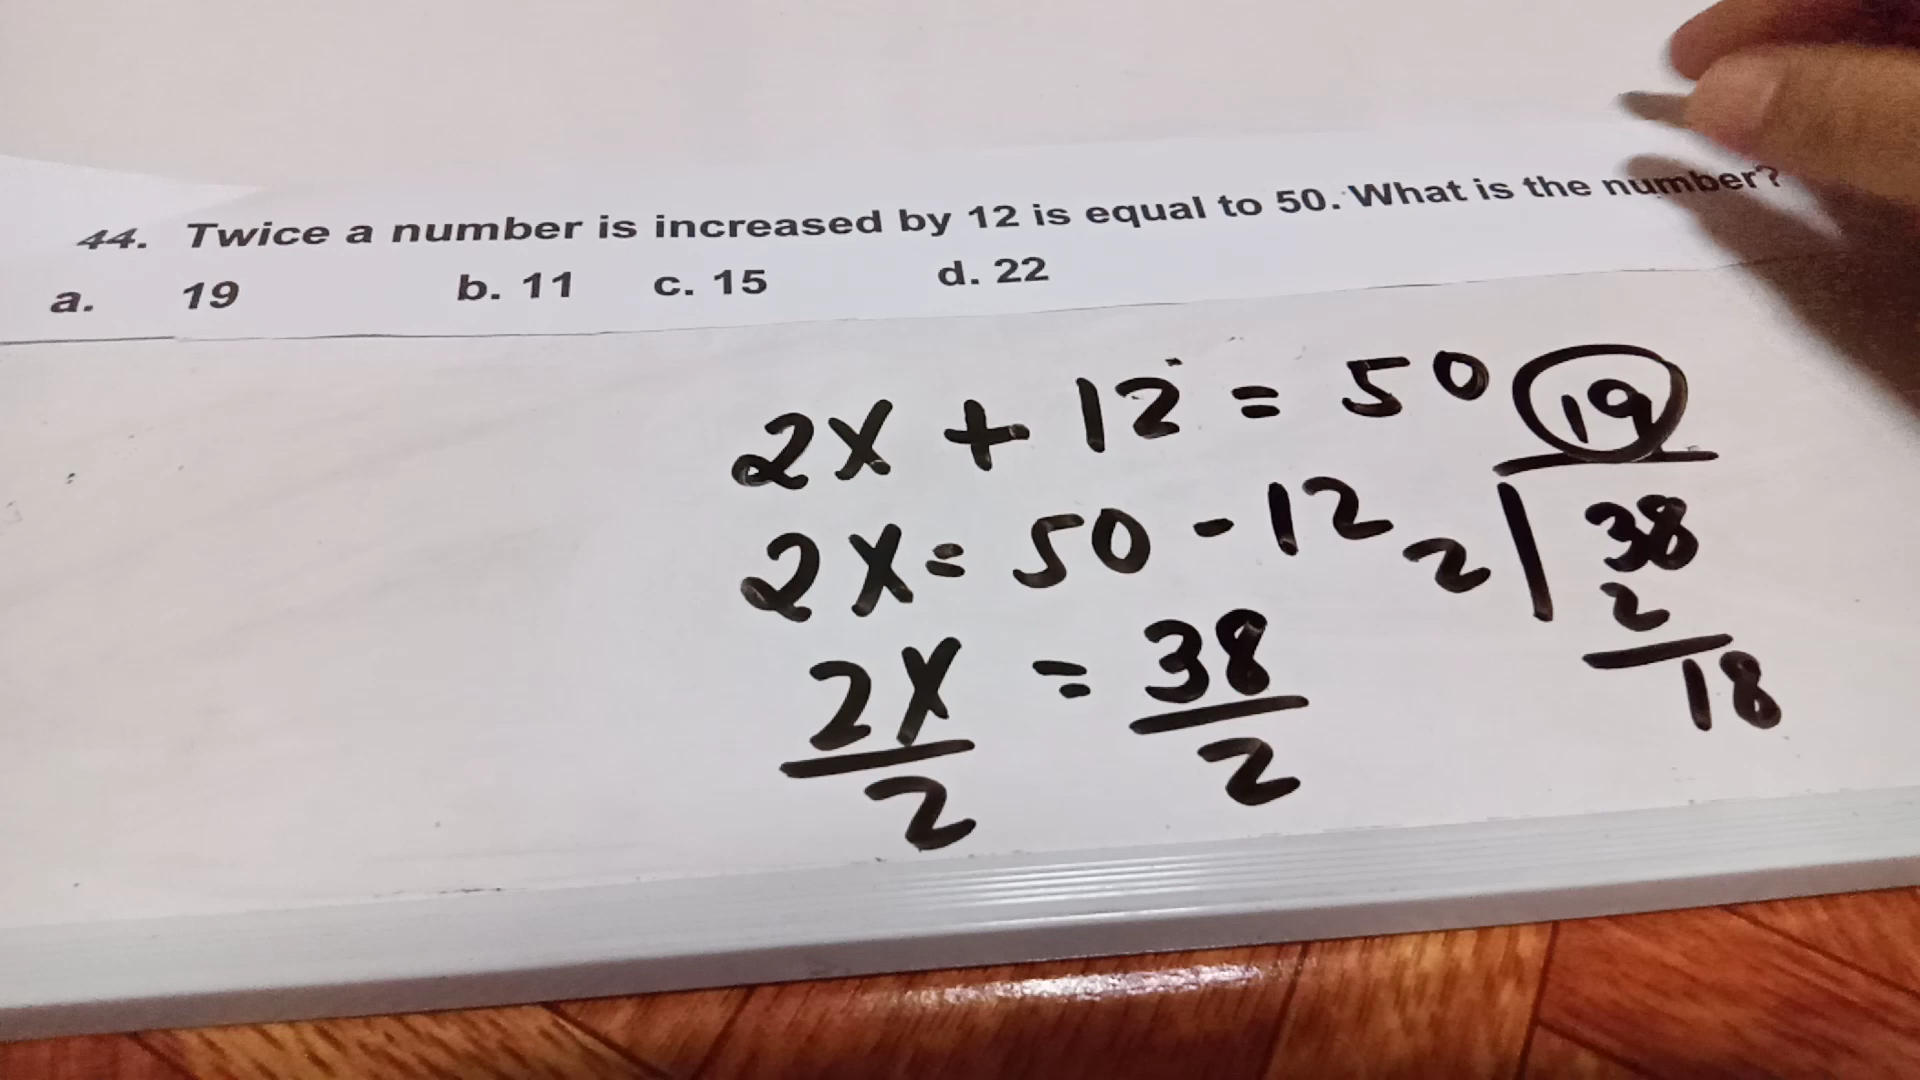 44. Twice a number is increased by 12 is equal to 50. What is the number?
a. 19 b. 11 c. 15 d. 22
2x + 12 = 50
2x = 50 - 12
2x = 38
2 2
19
2 38
2
18